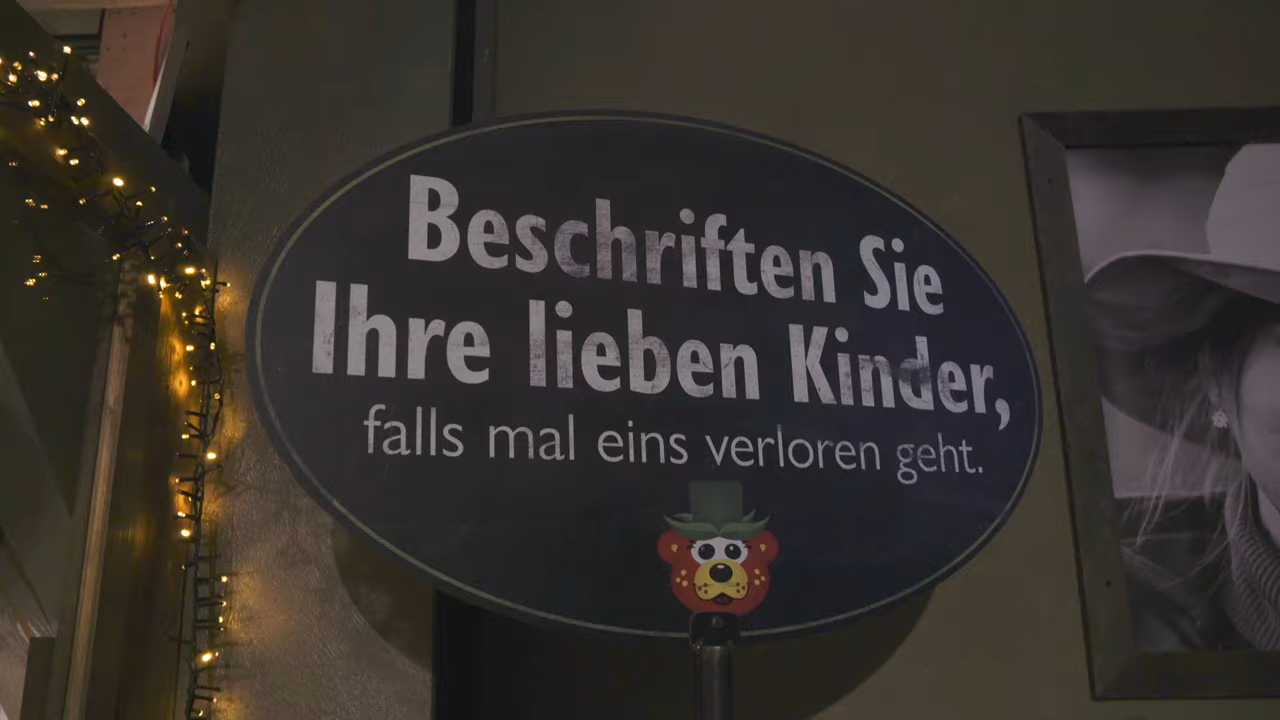 Beschriften Sie
Ihre lieben Kinder,
falls mal eins verloren geht.